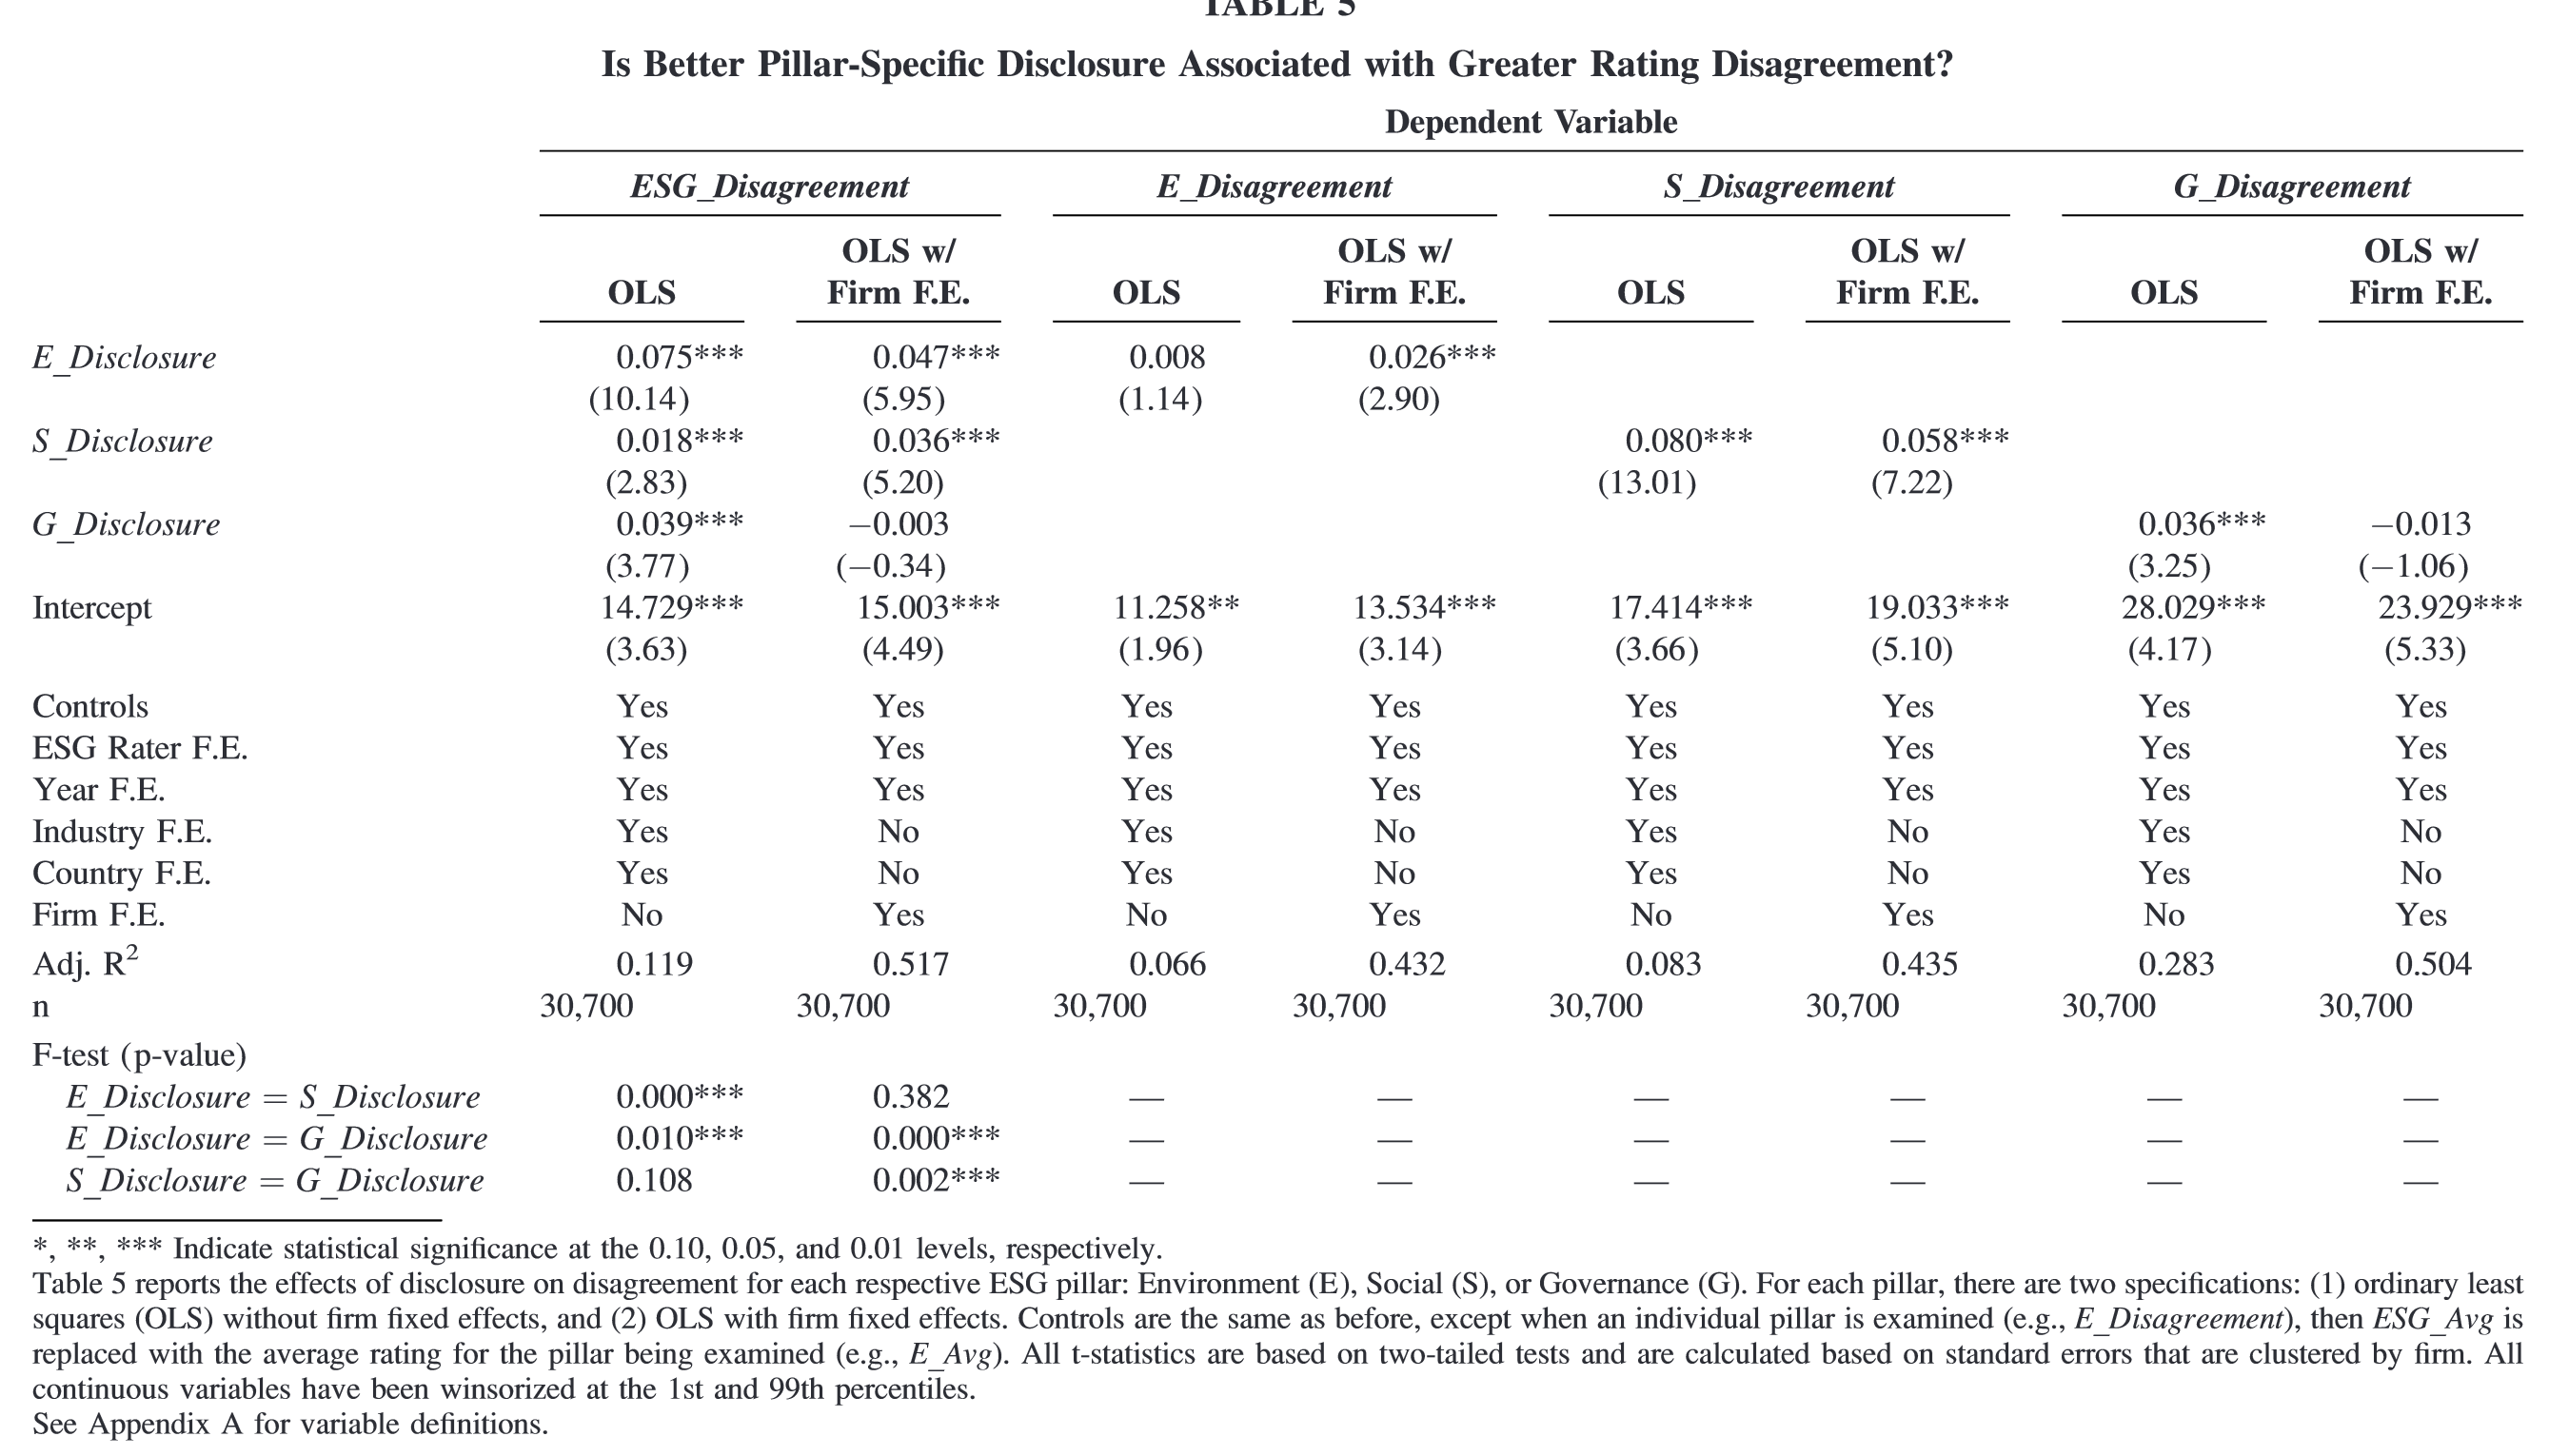 TABLE 5
Is Better Pillar-Specific Disclosure Associated with Greater Rating Disagreement?
Dependent Variable
ESG_Disagreement E_Disagreement S_Disagreement G_Disagreement
OLS w/ OLS w/ OLS w/ OLS w/
OLS Firm F.E. OLS Firm F.E. OLS Firm F.E. OLS Firm F.E.
E_Disclosure 0.075*** 0.047*** 0.008 0.026***
(10.14) (5.95) (1.14) (2.90)
S_Disclosure 0.018*** 0.036*** 0.080*** 0.058***
(2.83) (5.20) (13.01) (7.22)
G_Disclosure 0.039*** −0.003 0.036*** −0.013
(3.77) (−0.34) (3.25) (−1.06)
Intercept 14.729*** 15.003*** 11.258** 13.534*** 17.414*** 19.033*** 28.029*** 23.929***
(3.63) (4.49) (1.96) (3.14) (3.66) (5.10) (4.17) (5.33)
Controls Yes Yes Yes Yes Yes Yes Yes Yes
ESG Rater F.E. Yes Yes Yes Yes Yes Yes Yes Yes
Year F.E. Yes Yes Yes Yes Yes Yes Yes Yes
Industry F.E. Yes No Yes No Yes No Yes No
Country F.E. Yes No Yes No Yes No Yes No
Firm F.E. No Yes No Yes No Yes No Yes
Adj. R² 0.119 0.517 0.066 0.432 0.083 0.435 0.283 0.504
n 30,700 30,700 30,700 30,700 30,700 30,700 30,700 30,700
F-test (p-value)
E_Disclosure = S_Disclosure 0.000*** 0.382 — — — — — —
E_Disclosure = G_Disclosure 0.010*** 0.000*** — — — — — —
S_Disclosure = G_Disclosure 0.108 0.002*** — — — — — —
*, **, *** Indicate statistical significance at the 0.10, 0.05, and 0.01 levels, respectively.
Table 5 reports the effects of disclosure on disagreement for each respective ESG pillar: Environment (E), Social (S), or Governance (G). For each pillar, there are two specifications: (1) ordinary least
squares (OLS) without firm fixed effects, and (2) OLS with firm fixed effects. Controls are the same as before, except when an individual pillar is examined (e.g., E_Disagreement), then ESG_Avg is
replaced with the average rating for the pillar being examined (e.g., E_Avg). All t-statistics are based on two-tailed tests and are calculated based on standard errors that are clustered by firm. All
continuous variables have been winsorized at the 1st and 99th percentiles.
See Appendix A for variable definitions.